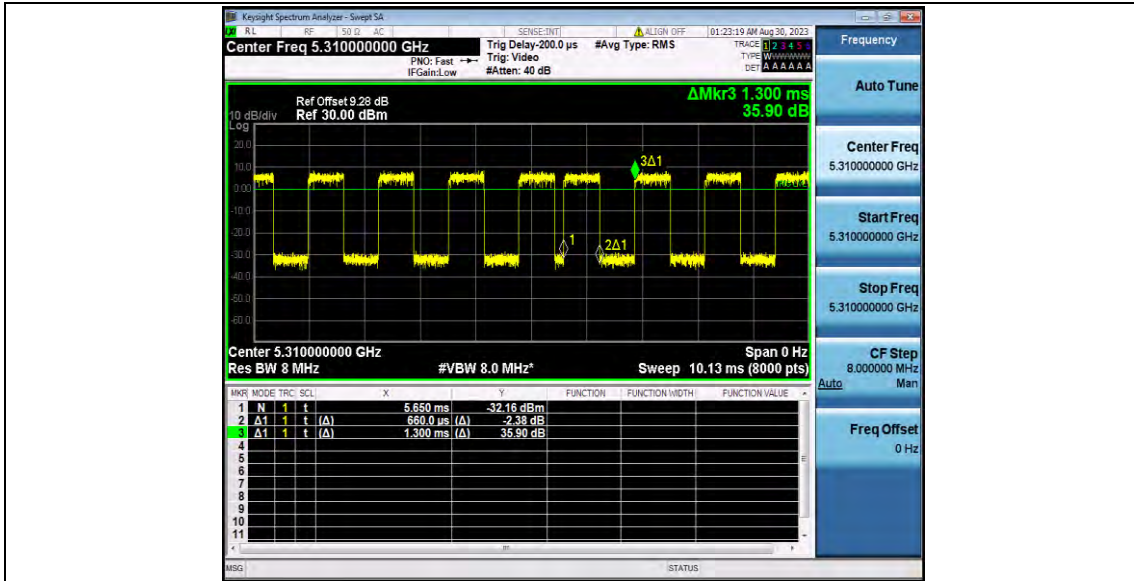 Keysight Spectrum Analyzer - Swept SA
RL RF 50 Ω AC SENSE:INT ALIGN OFF 01:23:19 AM Aug 30, 2023
Center Freq 5.310000000 GHz
PNO: Fast
IFGain:Low
Trig Delay-200.0 µs
Trig: Video
#Atten: 40 dB
#Avg Type: RMS
TRACE 1 2 3 4 5 6
TYPE W
DET A A A A A A
Ref Offset 9.28 dB
10 dB/div Ref 30.00 dBm
Log
ΔMkr3 1.300 ms
35.90 dB
20.0
10.0
0.00
-10.0
-20.0
-30.0
-40.0
-50.0
-60.0
1
2Δ1
3Δ1
Center 5.310000000 GHz Span 0 Hz
Res BW 8 MHz #VBW 8.0 MHz* Sweep 10.13 ms (8000 pts)
MKR MODE TRC SCL X Y FUNCTION FUNCTION WIDTH FUNCTION VALUE
1 N 1 t 5.650 ms -32.16 dBm
2 Δ1 1 t (Δ) 660.0 µs (Δ) -2.38 dB
3 Δ1 1 t (Δ) 1.300 ms (Δ) 35.90 dB
4
5
6
7
8
9
10
11
MSG STATUS
Frequency
Auto Tune
Center Freq
5.310000000 GHz
Start Freq
5.310000000 GHz
Stop Freq
5.310000000 GHz
CF Step
8.000000 MHz
Auto Man
Freq Offset
0 Hz